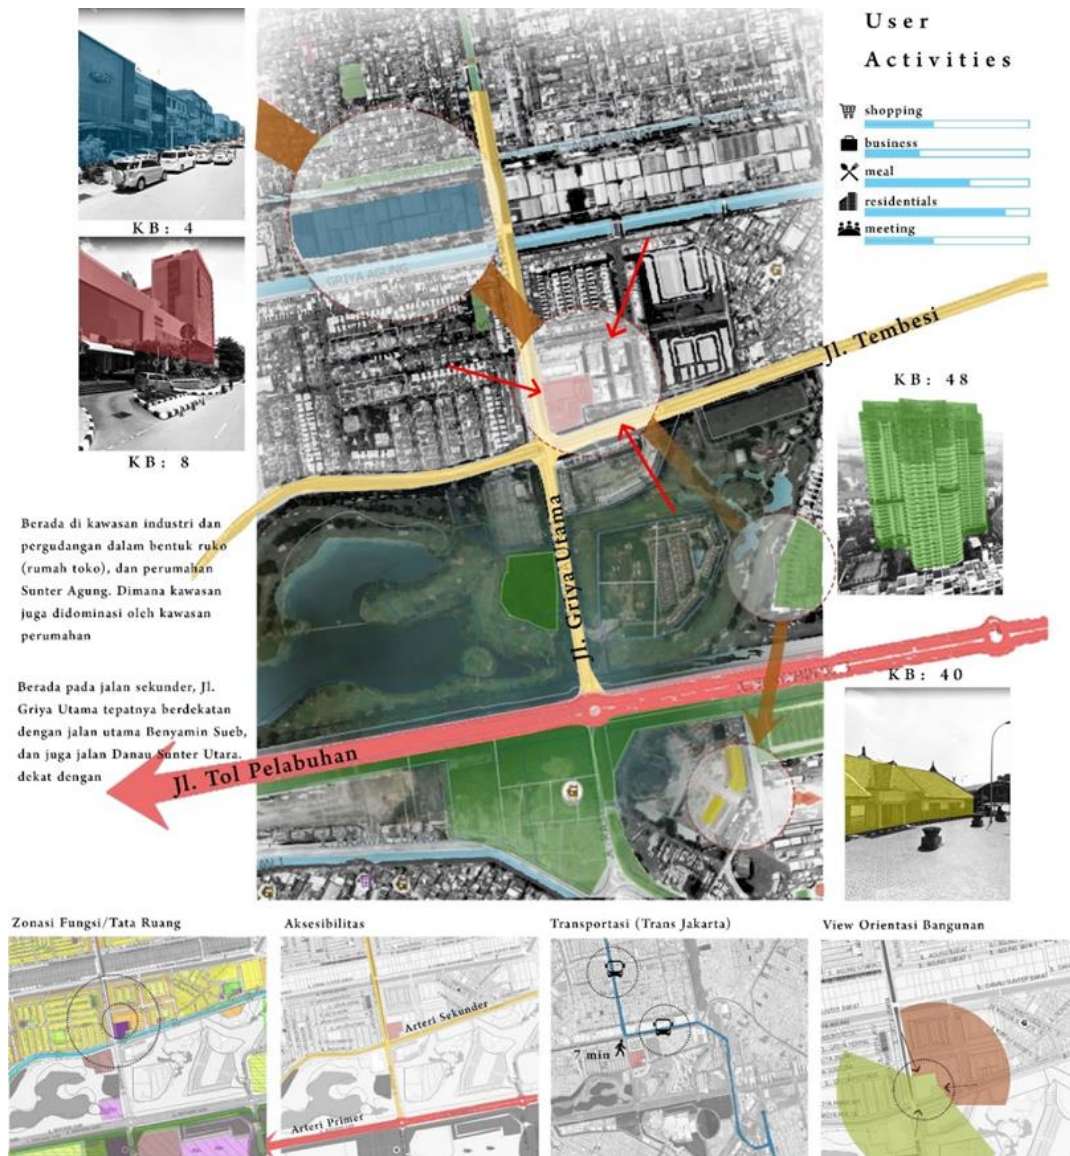 User
Activities
shopping
business
meal
residentials
meeting
KB: 4
KB: 8
GRIYA AGUNG
Jl. Tembesi
KB: 48
Jl. Griya Utama
KB: 40
Jl. Tol Pelabuhan
Berada di kawasan industri dan
pergudangan dalam bentuk ruko
(rumah toko), dan perumahan
Sunter Agung. Dimana kawasan
juga didominasi oleh kawasan
perumahan
Berada pada jalan sekunder, Jl.
Griya Utama tepatnya berdekatan
dengan jalan utama Benyamin Sueb,
dan juga jalan Danau Sunter Utara.
dekat dengan
Zonasi Fungsi/Tata Ruang
Aksesibilitas
Arteri Sekunder
Arteri Primer
Transportasi (Trans Jakarta)
7 min
View Orientasi Bangunan